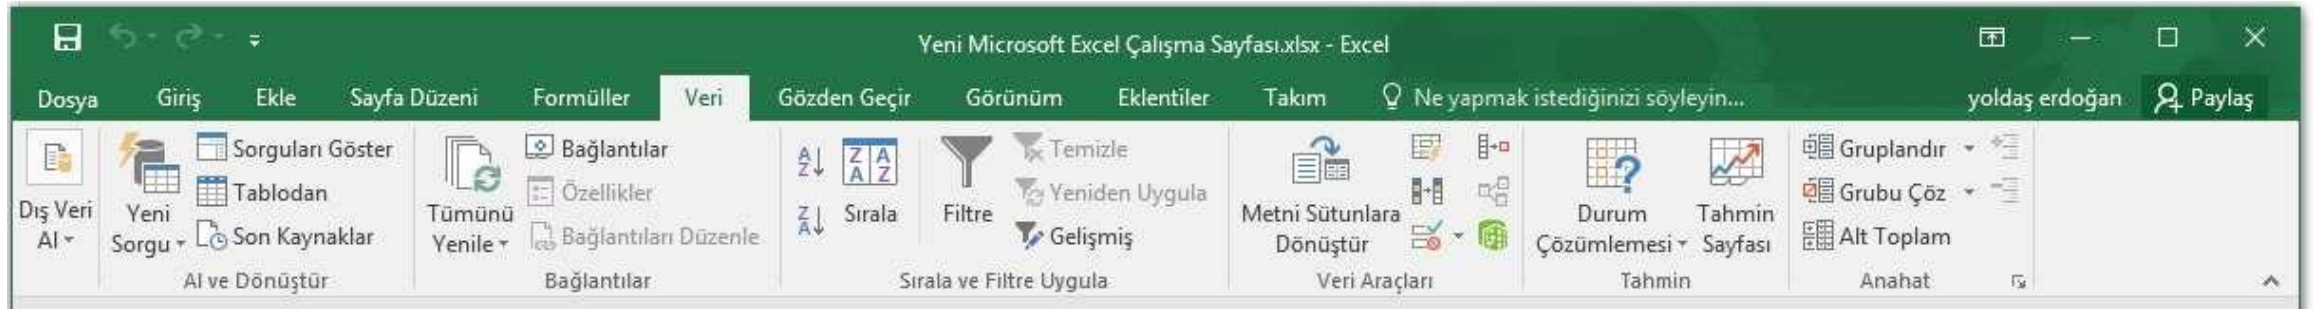 Yeni Microsoft Excel Çalışma Sayfası.xlsx - Excel
Dosya Giriş Ekle Sayfa Düzeni Formüller Veri Gözden Geçir Görünüm Eklentiler Takım Ne yapmak istediğinizi söyleyin... yoldaş erdoğan Paylaş
Dış Veri
Al
Yeni
Sorgu
Sorguları Göster
Tablodan
Son Kaynaklar
Al ve Dönüştür
Tümünü
Yenile
Bağlantılar
Özellikler
Bağlantıları Düzenle
Bağlantılar
A
Z
Z
A
Z A
A Z
Sırala
Filtre
Temizle
Yeniden Uygula
Gelişmiş
Sırala ve Filtre Uygula
Metni Sütunlara
Dönüştür
Veri Araçları
Durum
Çözümlemesi
Tahmin
Sayfası
Tahmin
Gruplandır
Grubu Çöz
Alt Toplam
Anahat